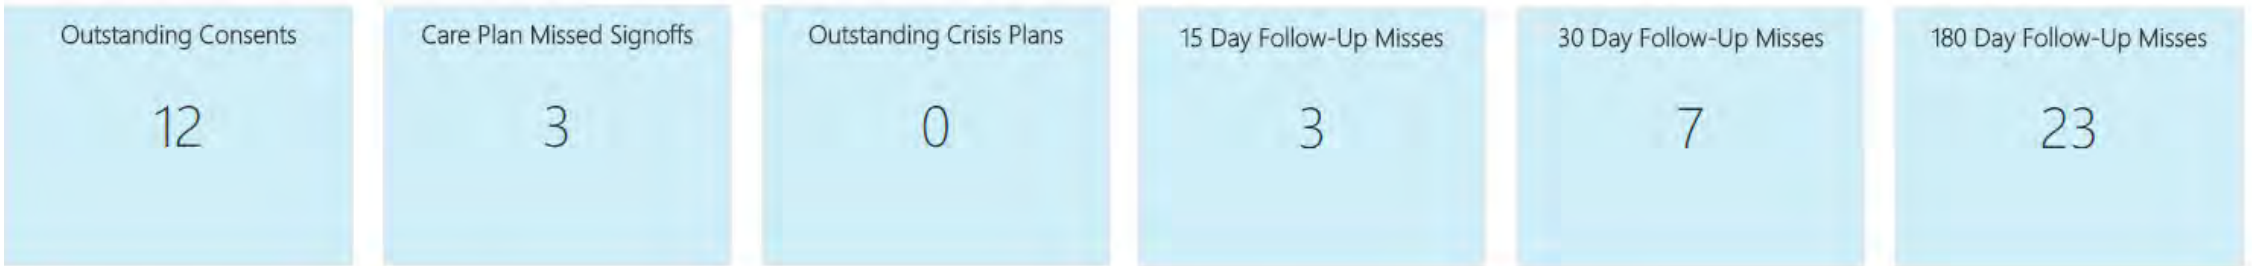 Outstanding Consents
12
Care Plan Missed Signoffs
3
Outstanding Crisis Plans
0
15 Day Follow-Up Misses
3
30 Day Follow-Up Misses
7
180 Day Follow-Up Misses
23